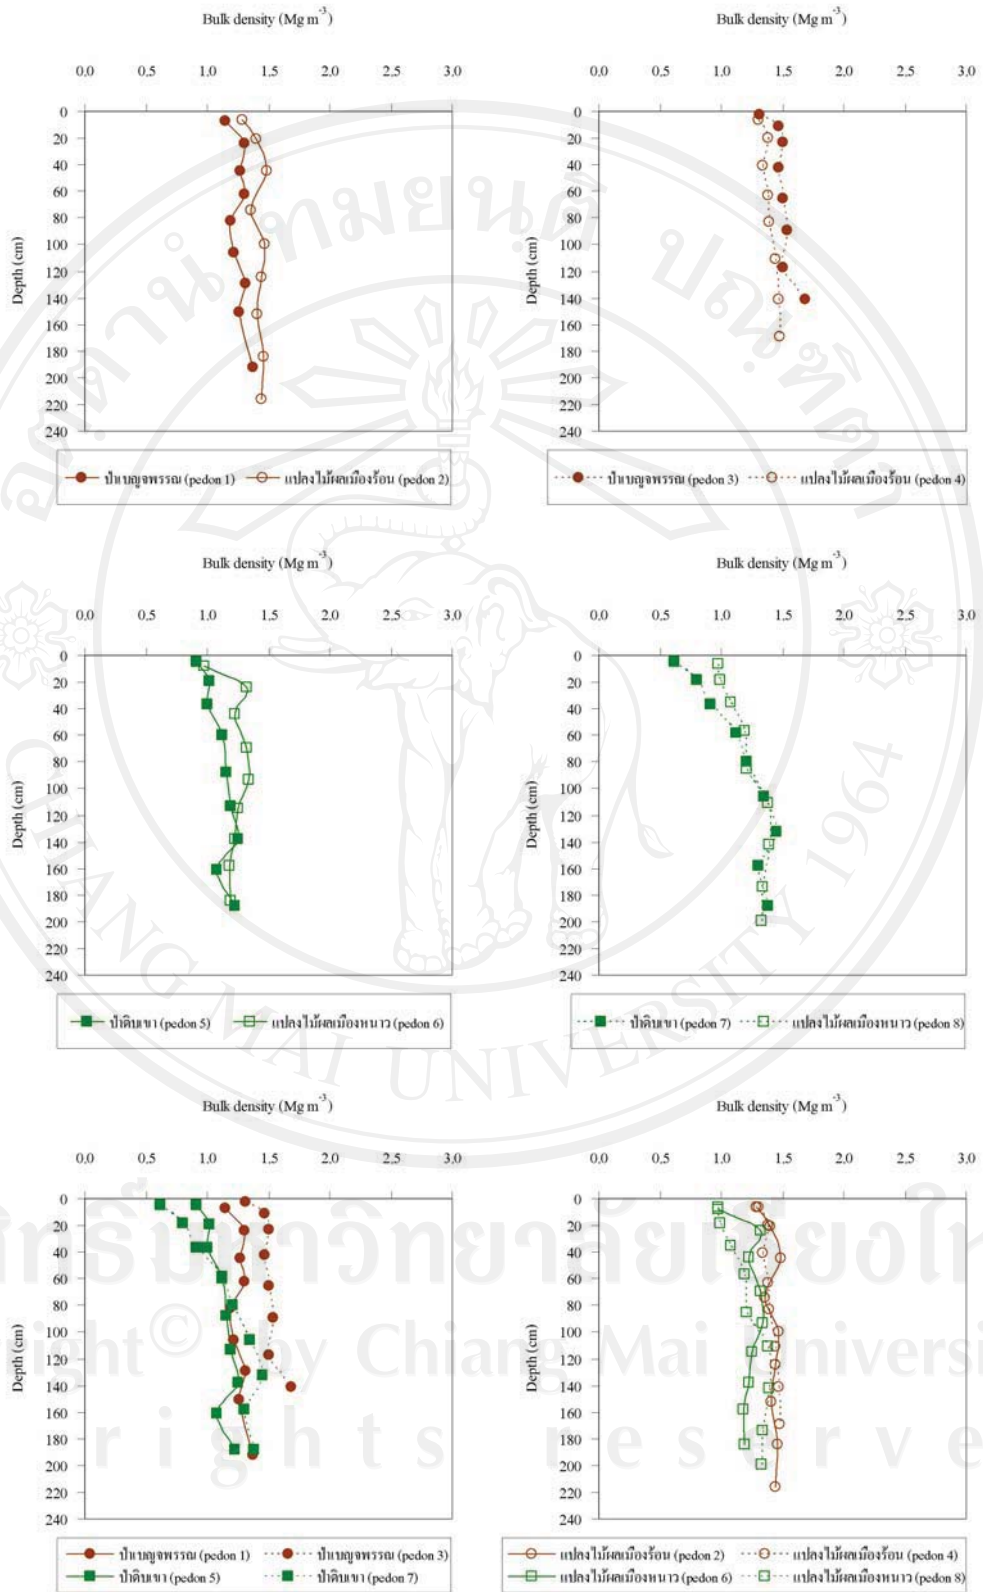 Bulk density (Mg m⁻³)
Bulk density (Mg m⁻³)
0.0 0.5 1.0 1.5 2.0 2.5 3.0
0.0 0.5 1.0 1.5 2.0 2.5 3.0
Depth (cm)
0
20
40
60
80
100
120
140
160
180
200
220
240
Depth (cm)
0
20
40
60
80
100
120
140
160
180
200
220
240
ป่าเบญจพรรณ (pedon 1) แปลงไม้ผลเมืองร้อน (pedon 2)
ป่าเบญจพรรณ (pedon 3) แปลงไม้ผลเมืองร้อน (pedon 4)
Bulk density (Mg m⁻³)
Bulk density (Mg m⁻³)
0.0 0.5 1.0 1.5 2.0 2.5 3.0
0.0 0.5 1.0 1.5 2.0 2.5 3.0
Depth (cm)
0
20
40
60
80
100
120
140
160
180
200
220
240
Depth (cm)
0
20
40
60
80
100
120
140
160
180
200
220
240
ป่าดิบเขา (pedon 5) แปลงไม้ผลเมืองหนาว (pedon 6)
ป่าดิบเขา (pedon 7) แปลงไม้ผลเมืองหนาว (pedon 8)
Bulk density (Mg m⁻³)
Bulk density (Mg m⁻³)
0.0 0.5 1.0 1.5 2.0 2.5 3.0
0.0 0.5 1.0 1.5 2.0 2.5 3.0
Depth (cm)
0
20
40
60
80
100
120
140
160
180
200
220
240
Depth (cm)
0
20
40
60
80
100
120
140
160
180
200
220
240
ป่าเบญจพรรณ (pedon 1) ป่าเบญจพรรณ (pedon 3)
ป่าดิบเขา (pedon 5) ป่าดิบเขา (pedon 7)
แปลงไม้ผลเมืองร้อน (pedon 2) แปลงไม้ผลเมืองร้อน (pedon 4)
แปลงไม้ผลเมืองหนาว (pedon 6) แปลงไม้ผลเมืองหนาว (pedon 8)
CHIANG MAI UNIVERSITY 1964
by Chiang Mai
rights reserve